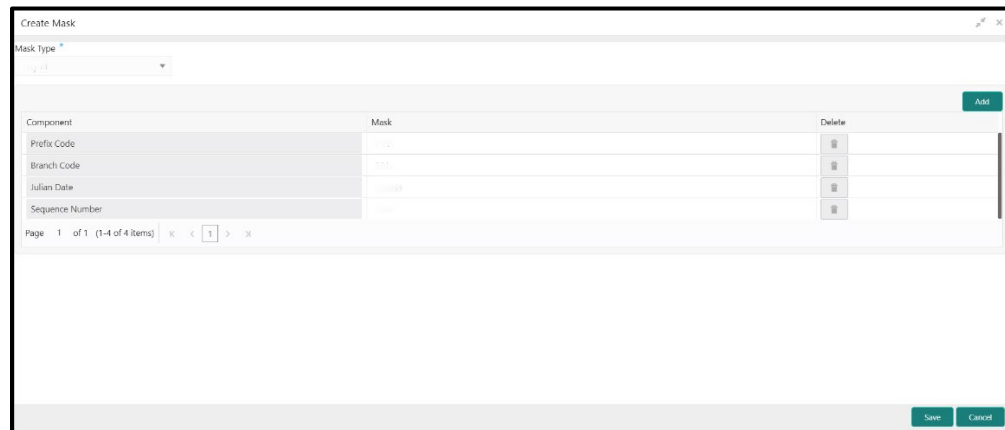 Create Mask
Mask Type *
Add
Component Mask Delete
Prefix Code
Branch Code
Julian Date
Sequence Number
Page 1 of 1 (1-4 of 4 items) K < 1 > X
Save Cancel